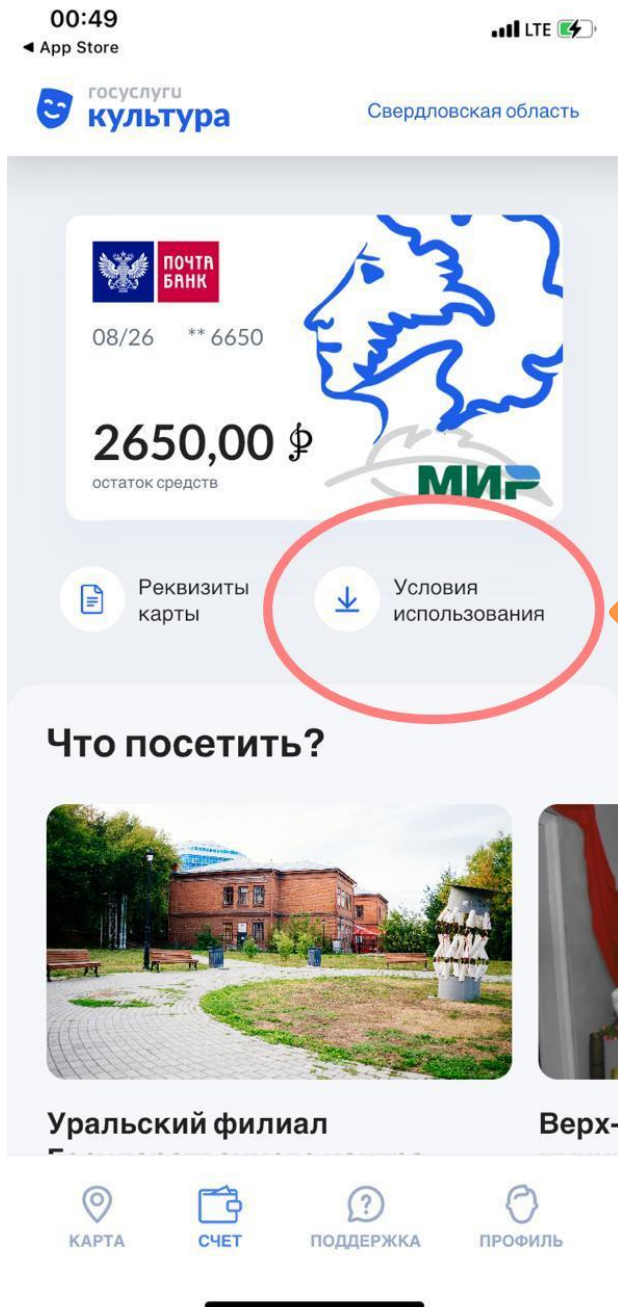 00:49
LTE
◀ App Store
госуслуги
культура
Свердловская область
ПОЧТА
БАНК
08/26 ** 6650
2650,00
остаток средств
МИР
Реквизиты
карты
Условия
использования
Что посетить?
Уральский филиал
Верх-
КАРТА
СЧЕТ
ПОДДЕРЖКА
ПРОФИЛЬ